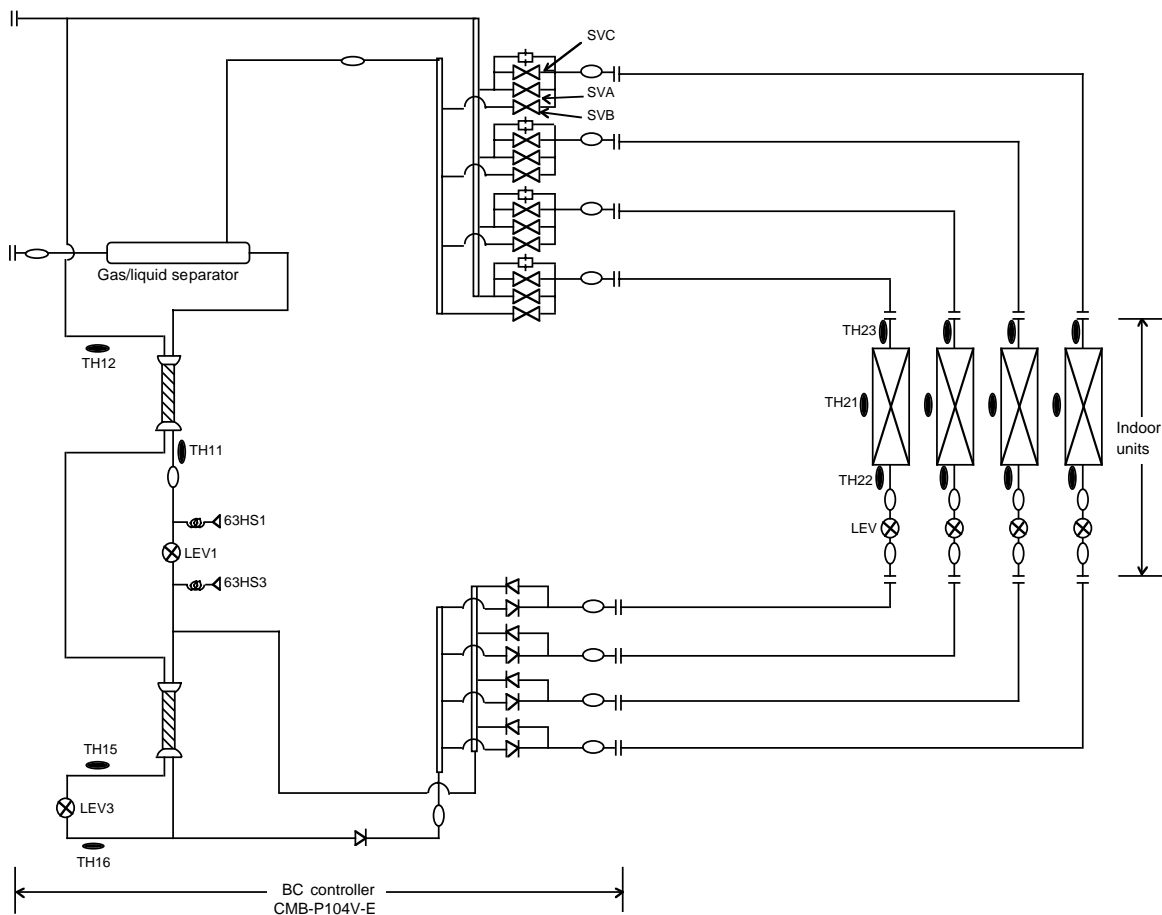 SVC
SVA
SVB
Gas/liquid separator
TH12
TH23
TH11
TH21
Indoor
units
TH22
63HS1
LEV
LEV1
63HS3
TH15
LEV3
TH16
BC controller
CMB-P104V-E